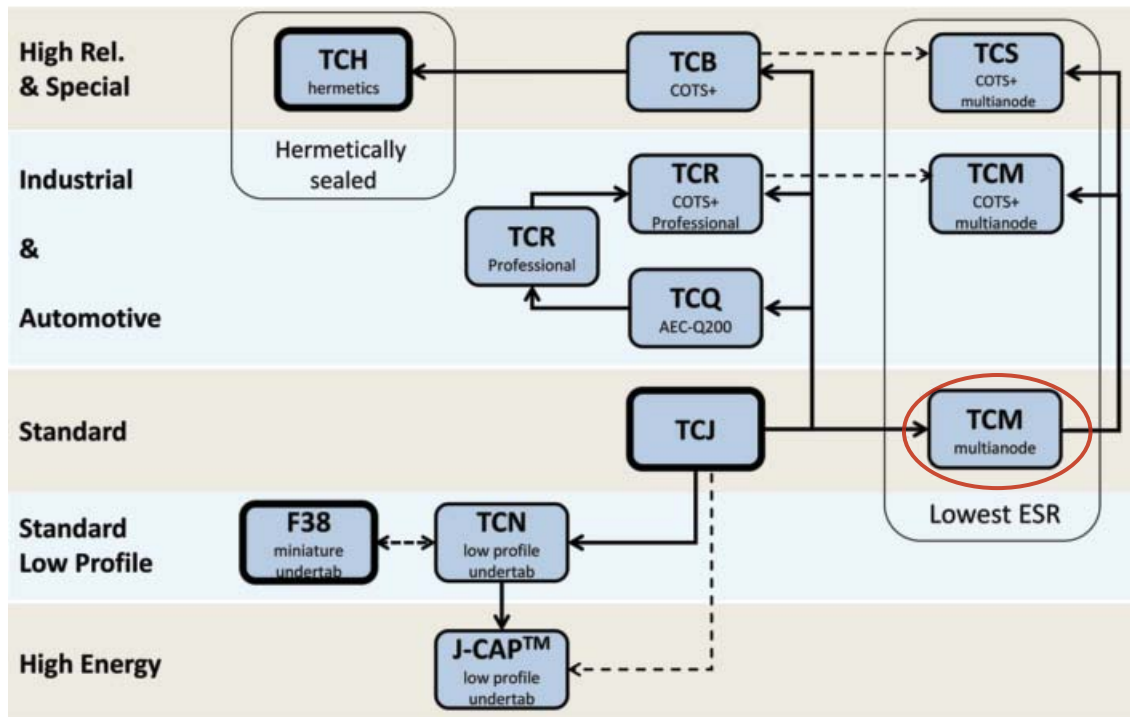 High Rel.
& Special
TCH
hermetics
TCB
COTS+
TCS
COTS+
multianode
Hermetically
sealed
Industrial
&
Automotive
TCR
COTS+
Professional
TCM
COTS+
multianode
TCR
Professional
TCQ
AEC-Q200
Standard
TCJ
TCM
multianode
Lowest ESR
Standard
Low Profile
F38
miniature
undertab
TCN
low profile
undertab
High Energy
J-CAP™
low profile
undertab